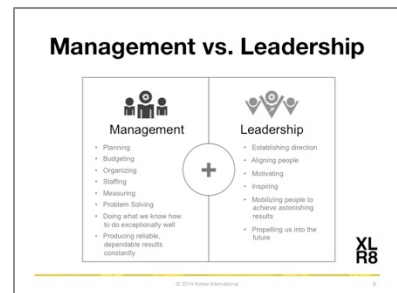 Management vs. Leadership
Management
• Planning
• Budgeting
• Organizing
• Staffing
• Measuring
• Problem Solving
• Doing what we know how
to do exceptionally well
• Producing reliable,
dependable results
constantly
+
Leadership
• Establishing direction
• Aligning people
• Motivating
• Inspiring
• Mobilizing people to
achieve astonishing
results
• Propelling us into the
future
XL
R8
© 2014 Kotter International